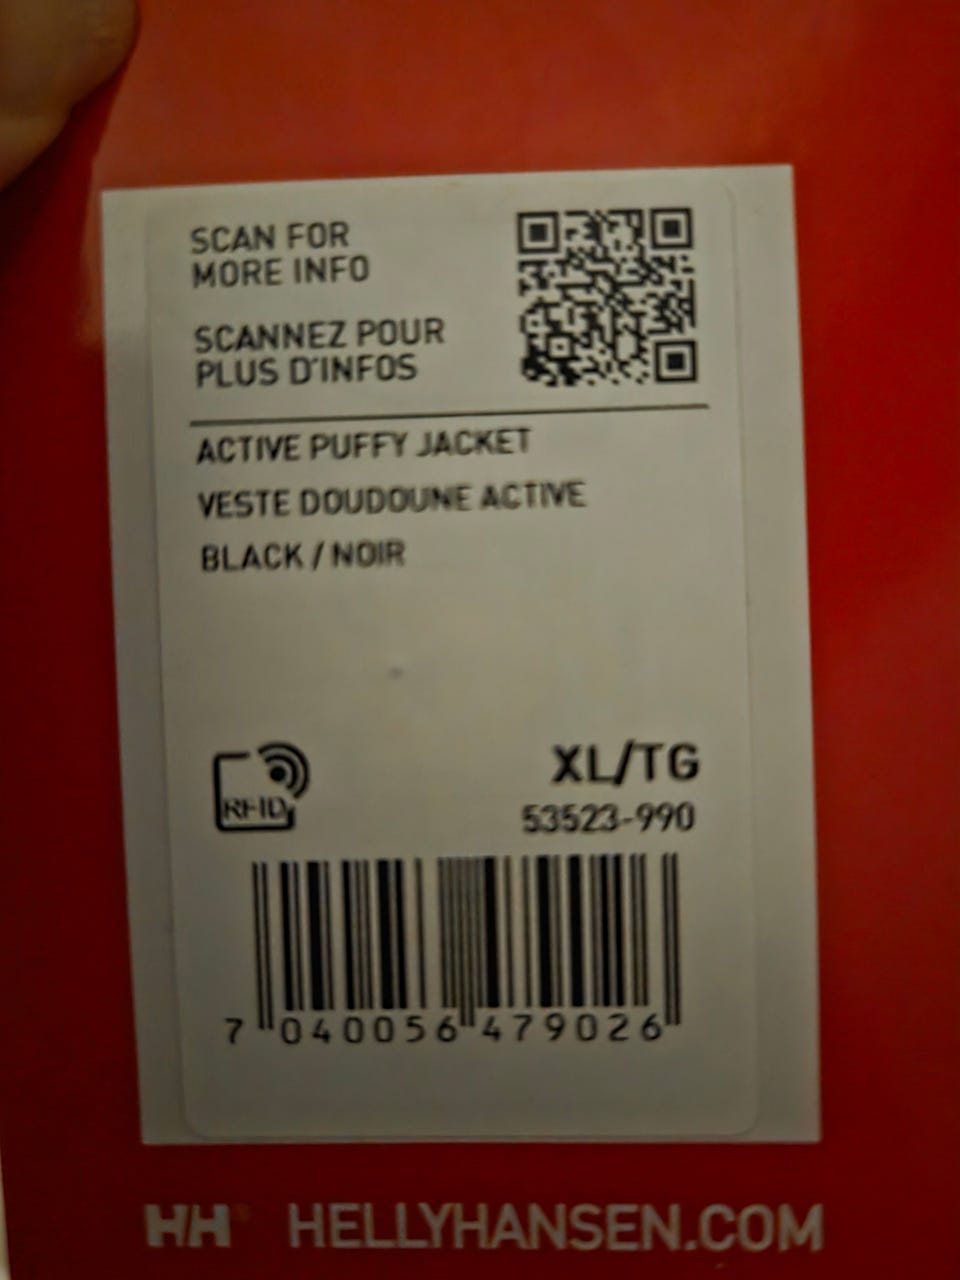 SCAN FOR
MORE INFO
SCANNEZ POUR
PLUS D'INFOS
ACTIVE PUFFY JACKET
VESTE DOUDOUNE ACTIVE
BLACK / NOIR
RFID
XL/TG
53523-990
7 040056 479026
HH® HELLYHANSEN.COM